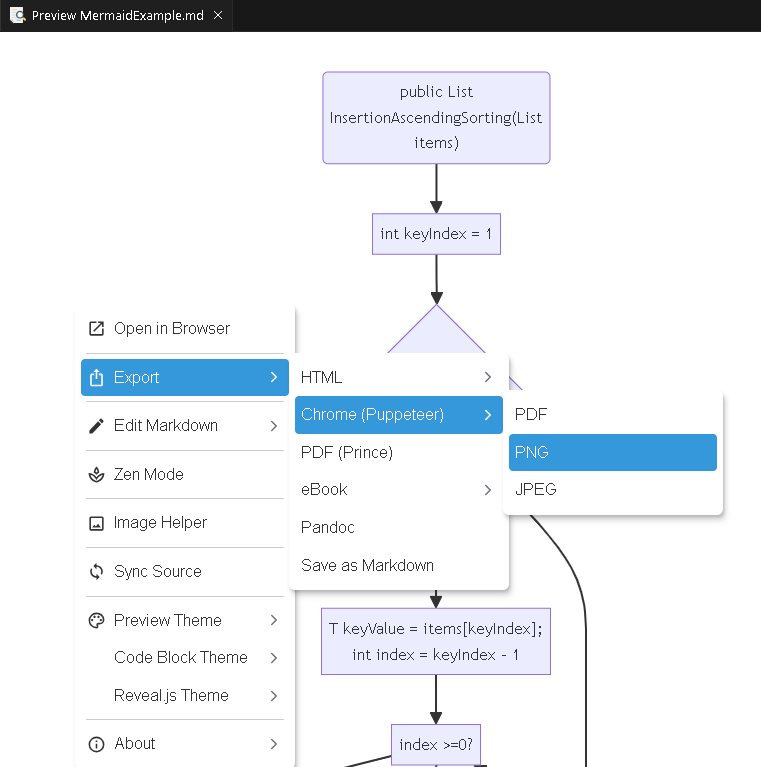 Preview MermaidExample.md
public List
InsertionAscendingSorting(List
items)
int keyIndex = 1
Open in Browser
Export
Edit Markdown
Zen Mode
Image Helper
Sync Source
Preview Theme
Code Block Theme
Reveal.js Theme
About
HTML
Chrome (Puppeteer)
PDF (Prince)
eBook
Pandoc
Save as Markdown
PDF
PNG
JPEG
T keyValue = items[keyIndex];
int index = keyIndex - 1
index >=0?